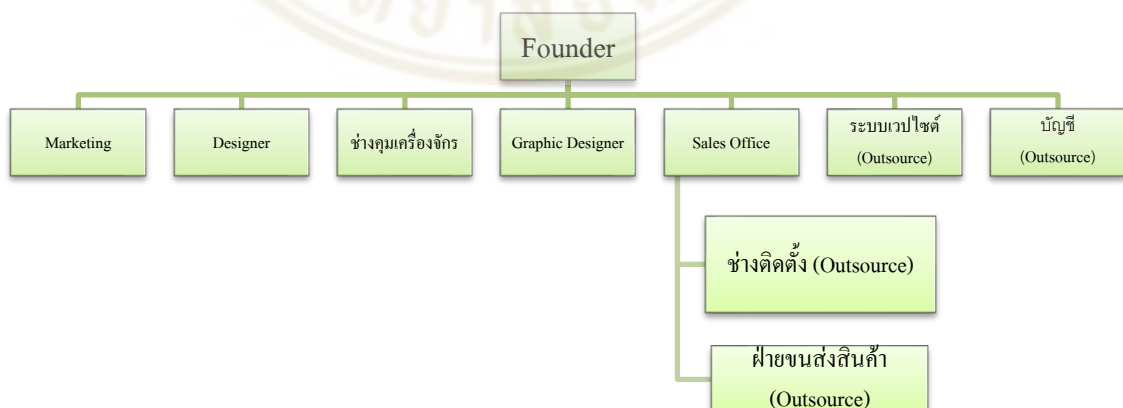 Founder
Marketing
Designer
ช่างคุมเครื่องจักร
Graphic Designer
Sales Office
ระบบเวปไซต์
(Outsource)
บัญชี
(Outsource)
ช่างติดตั้ง (Outsource)
ฝ่ายขนส่งสินค้า
(Outsource)